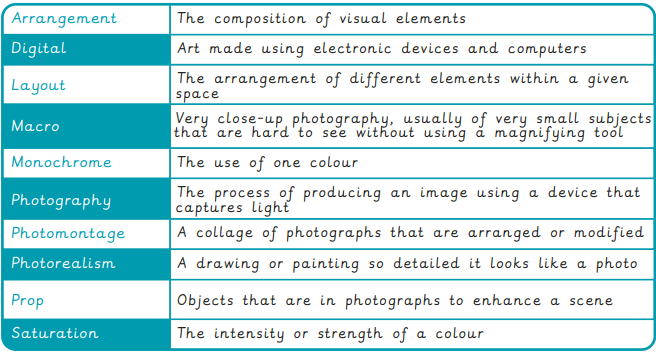 Arrangement The composition of visual elements
Digital Art made using electronic devices and computers
Layout The arrangement of different elements within a given
space
Macro Very close-up photography, usually of very small subjects
that are hard to see without using a magnifying tool
Monochrome The use of one colour
Photography The process of producing an image using a device that
captures light
Photomontage A collage of photographs that are arranged or modified
Photorealism A drawing or painting so detailed it looks like a photo
Prop Objects that are in photographs to enhance a scene
Saturation The intensity or strength of a colour